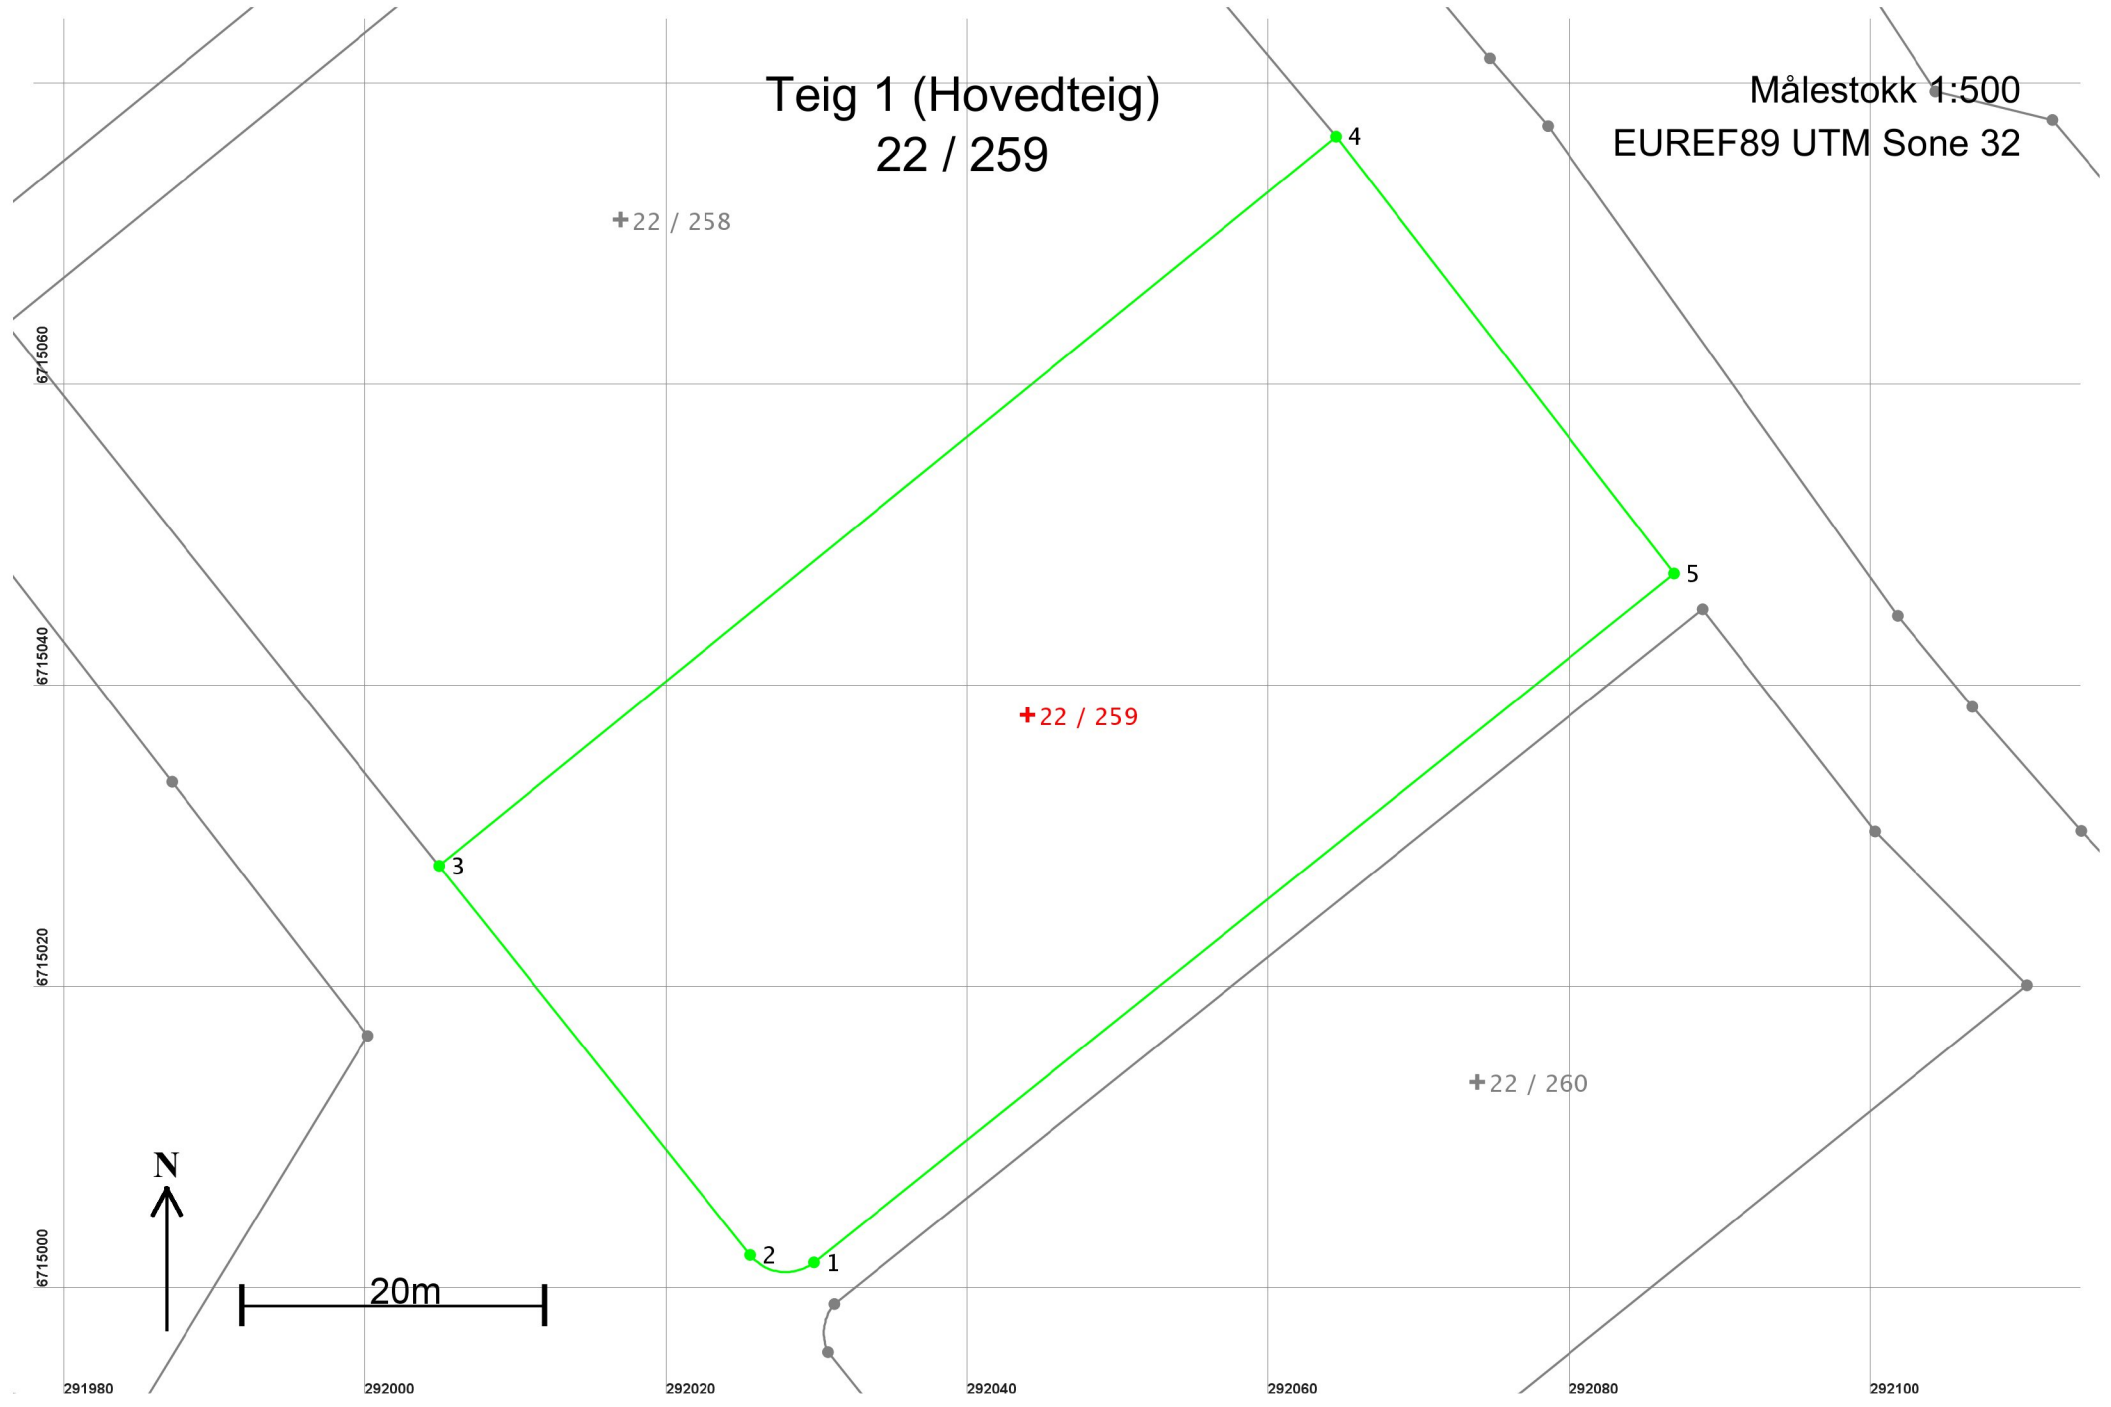 Teig 1 (Hovedteig)
22 / 259
Målestokk 1:500
EUREF89 UTM Sone 32
4
22 / 258
6715060
5
6715040
22 / 259
3
6715020
22 / 260
N
2
1
6715000
20m
291980
292000
292020
292040
292060
292080
292100